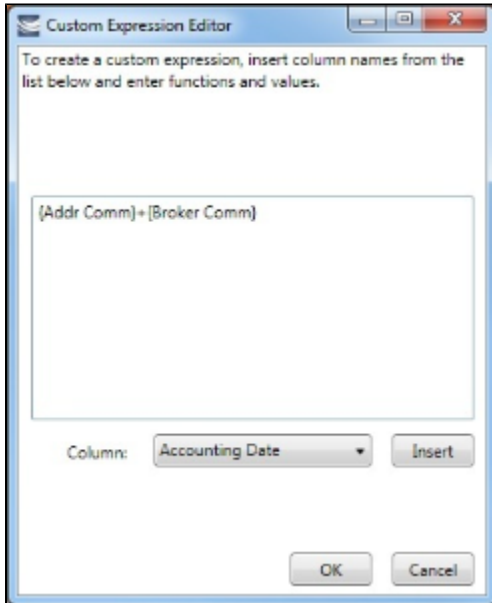 Custom Expression Editor
To create a custom expression, insert column names from the
list below and enter functions and values.
{Addr Comm}+{Broker Comm}
Column: Accounting Date Insert
OK Cancel